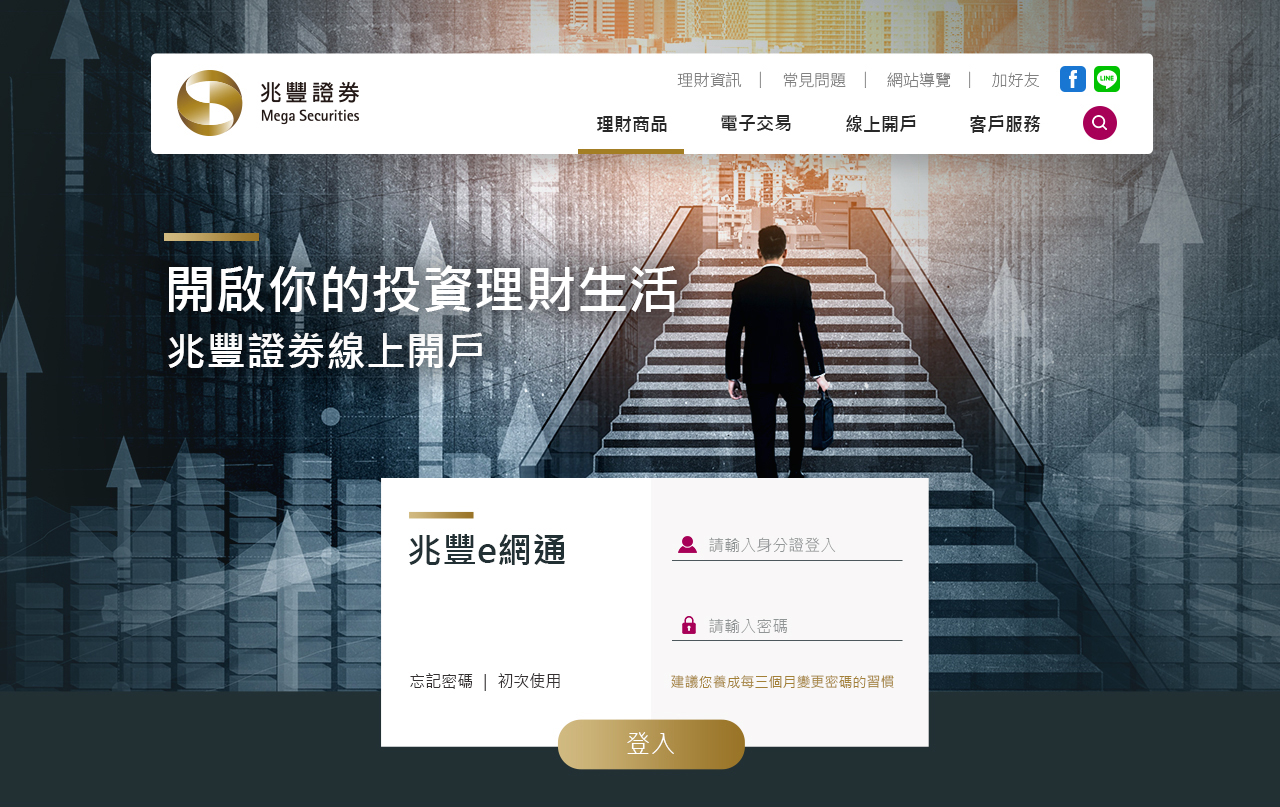 兆豐證券
Mega Securities
理財資訊 | 常見問題 | 網站導覽 | 加好友
LINE
理財商品 電子交易 線上開戶 客戶服務
開啟你的投資理財生活
兆豐證券線上開戶
兆豐e網通
請輸入身分證登入
請輸入密碼
忘記密碼 | 初次使用
建議您養成每三個月變更密碼的習慣
登入